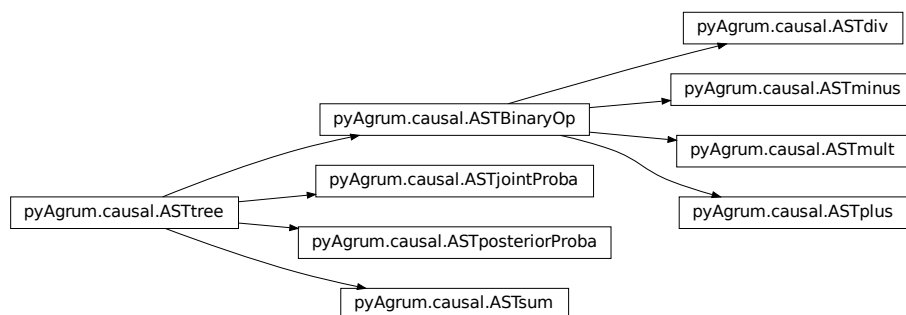 pyAgrum.causal.ASTdiv
pyAgrum.causal.ASTminus
pyAgrum.causal.ASTBinaryOp
pyAgrum.causal.ASTmult
pyAgrum.causal.ASTjointProba
pyAgrum.causal.ASTtree
pyAgrum.causal.ASTplus
pyAgrum.causal.ASTposteriorProba
pyAgrum.causal.ASTsum